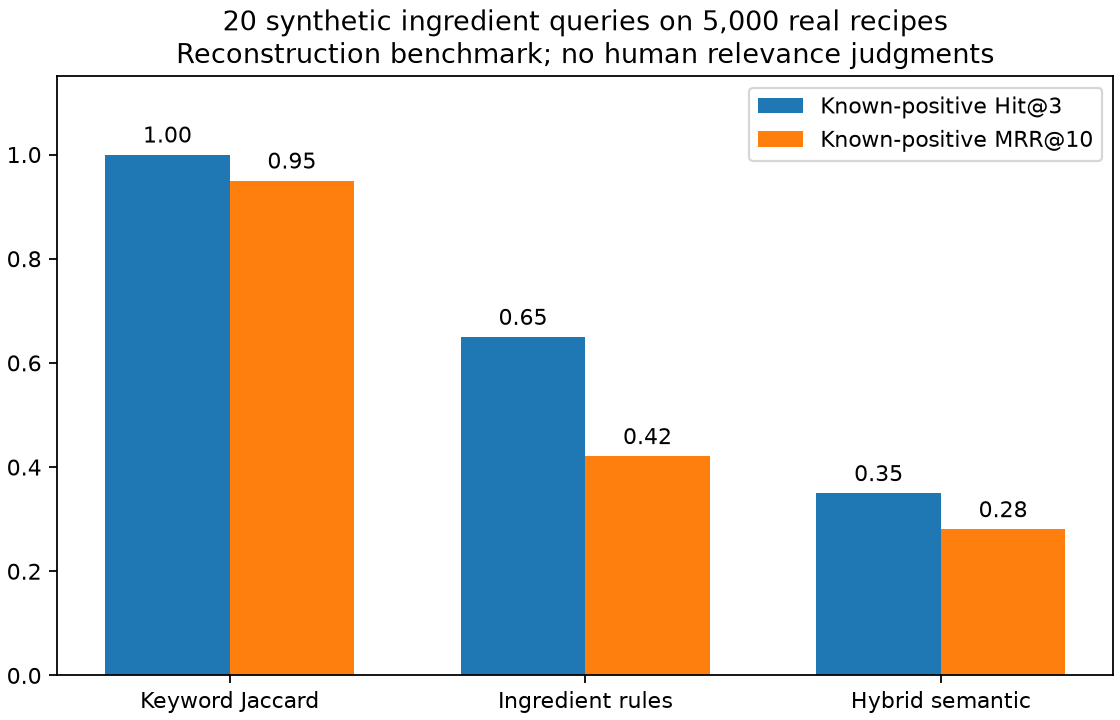 20 synthetic ingredient queries on 5,000 real recipes
Reconstruction benchmark; no human relevance judgments
Known-positive Hit@3
Known-positive MRR@10
1.00
0.95
0.65
0.42
0.35
0.28
1.0
0.8
0.6
0.4
0.2
0.0
Keyword Jaccard
Ingredient rules
Hybrid semantic